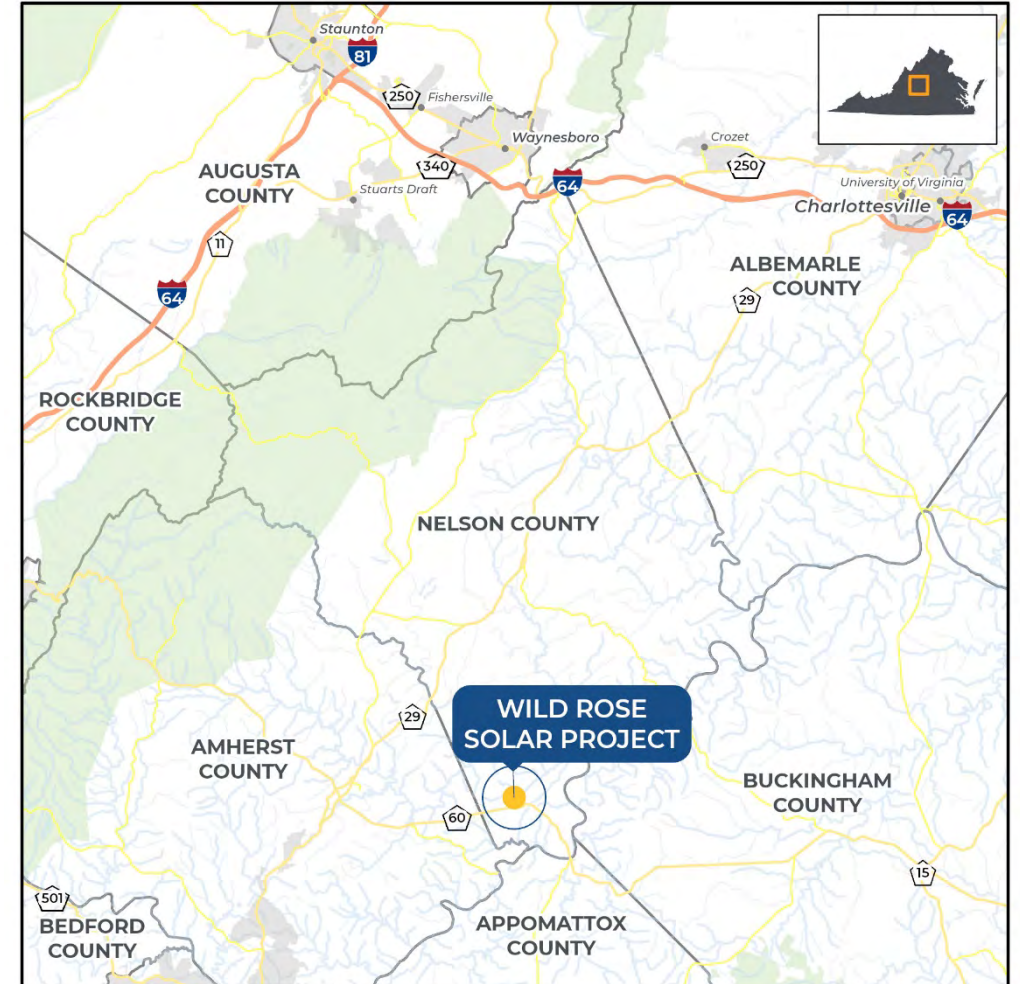 Staunton
81
250
Fishersville
Waynesboro
Crozet
340
250
AUGUSTA
COUNTY
Stuarts Draft
64
University of Virginia
Charlottesville
64
11
ALBEMARLE
COUNTY
64
29
ROCKBRIDGE
COUNTY
NELSON COUNTY
WILD ROSE
SOLAR PROJECT
29
AMHERST
COUNTY
BUCKINGHAM
COUNTY
60
15
501
BEDFORD
COUNTY
APPOMATTOX
COUNTY